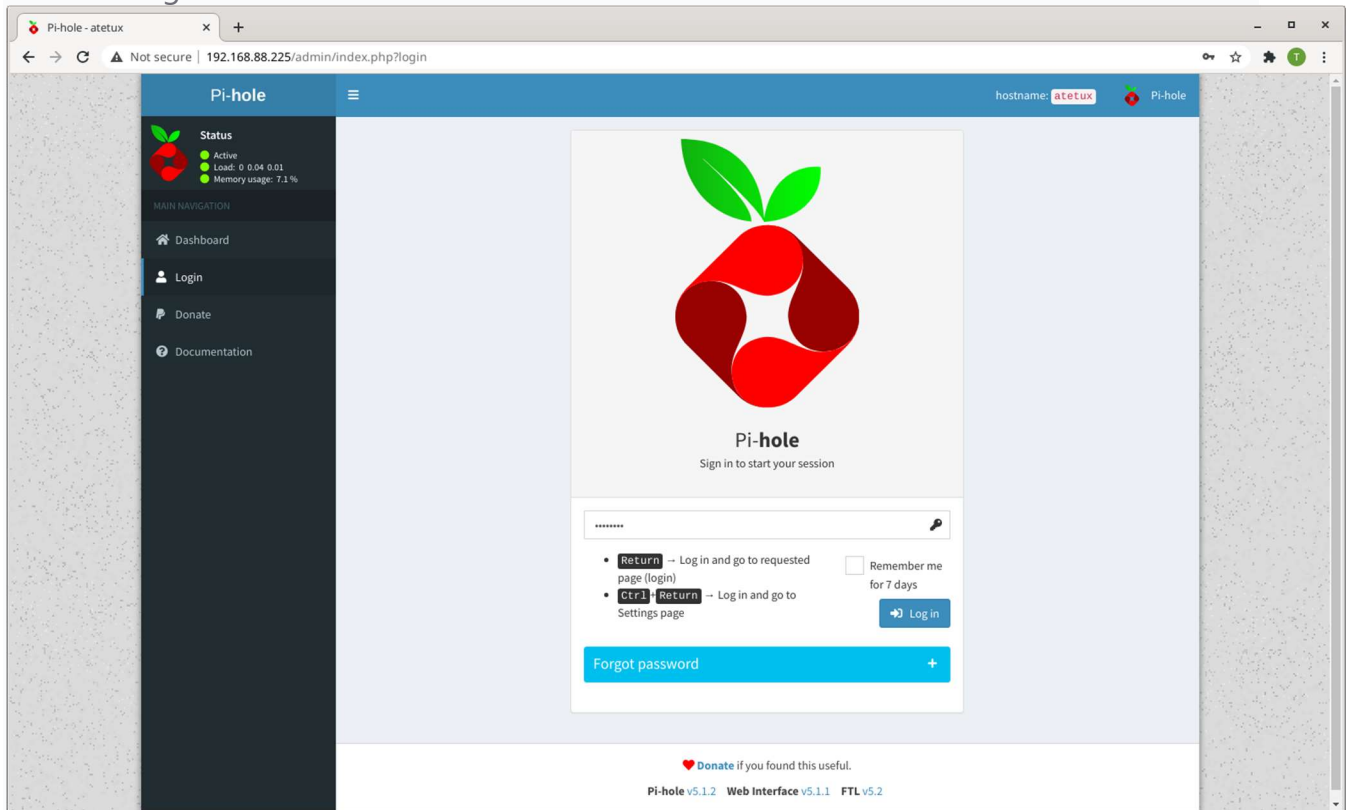 Pi-hole - atetux
Not secure | 192.168.88.225/admin/index.php?login
T
Pi-hole
hostname: atetux
Pi-hole
Status
Active
Load: 0 0.04 0.01
Memory usage: 7.1 %
MAIN NAVIGATION
Dashboard
Login
Donate
Documentation
Pi-hole
Sign in to start your session
••••••••
Return → Log in and go to requested
page (login)
Ctrl+Return → Log in and go to
Settings page
Remember me
for 7 days
Log in
Forgot password
Donate if you found this useful.
Pi-hole v5.1.2 Web Interface v5.1.1 FTL v5.2